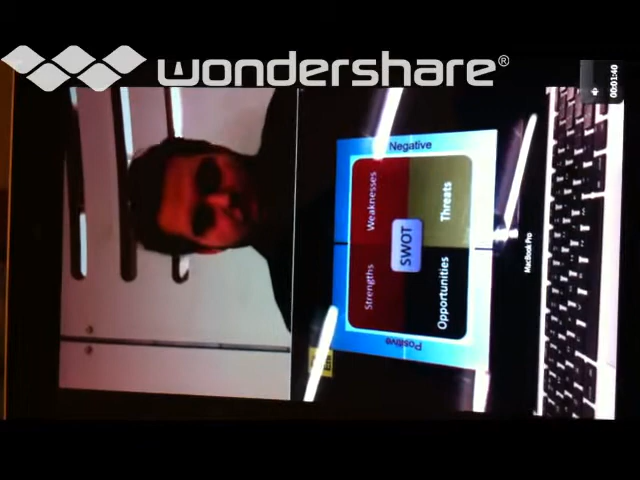 wondershare®
00:01:40
Negative
Weaknesses
Threats
SWOT
Strengths
Opportunities
Positive
MacBook Pro